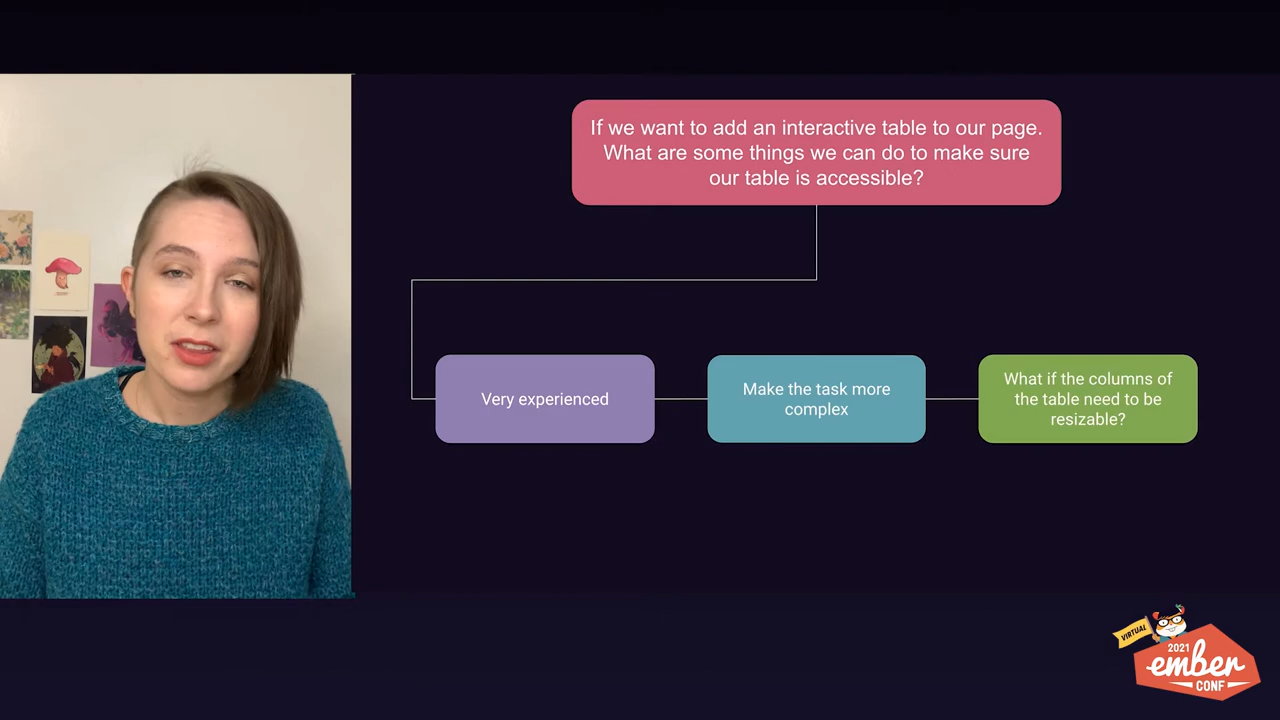 If we want to add an interactive table to our page.
What are some things we can do to make sure
our table is accessible?
Very experienced
Make the task more
complex
What if the columns of
the table need to be
resizable?
VIRTUAL
2021
ember
CONF